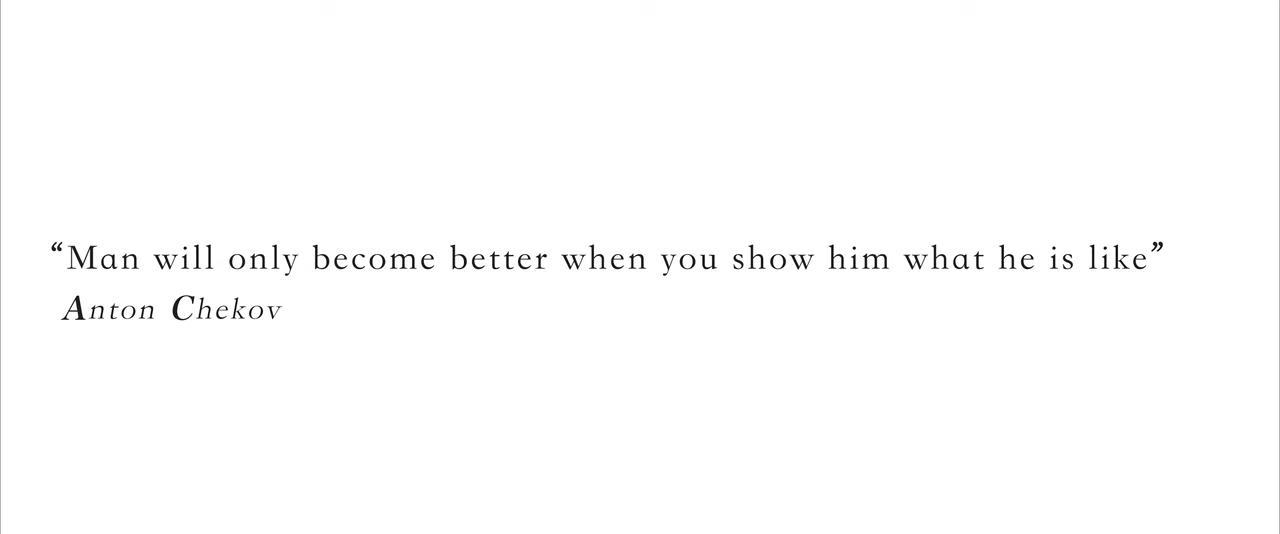 “Man will only become better when you show him what he is like”
Anton Chekov